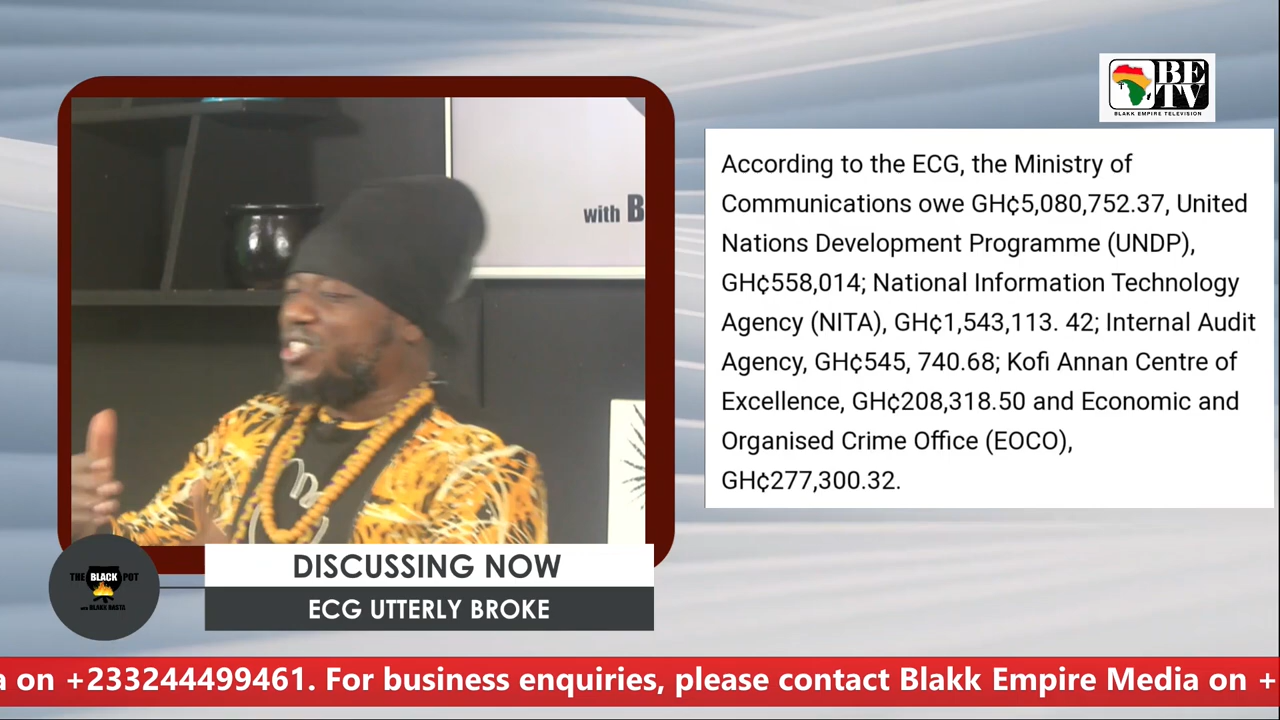 BE
TV
BLAKK EMPIRE TELEVISION
According to the ECG, the Ministry of
Communications owe GH¢5,080,752.37, United
Nations Development Programme (UNDP),
GH¢558,014; National Information Technology
Agency (NITA), GH¢1,543,113. 42; Internal Audit
Agency, GH¢545, 740.68; Kofi Annan Centre of
Excellence, GH¢208,318.50 and Economic and
Organised Crime Office (EOCO),
GH¢277,300.32.
with B
DISCUSSING NOW
ECG UTTERLY BROKE
THE BLACK POT
with BLAKK RASTA
a on +233244499461. For business enquiries, please contact Blakk Empire Media on +